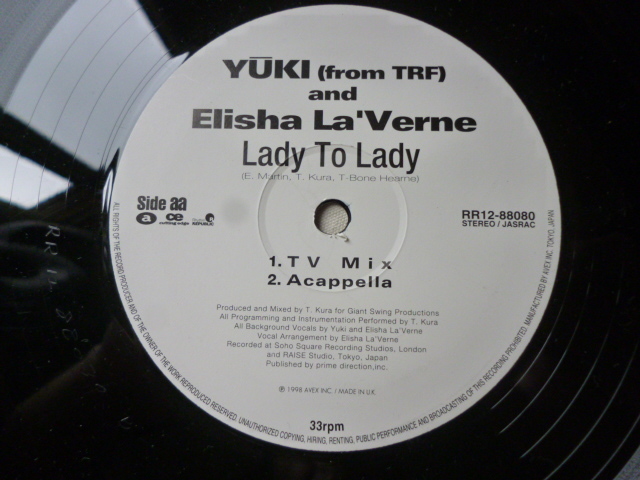 YŪKI (from TRF)
and
Elisha La'Verne
Lady To Lady
(E. Martin, T. Kura, T-Bone Hearne)
Side aa
a ce
cutting edge
REPUBLIC
RR12-88080
STEREO / JASRAC
1. TV Mix
2. Acappella
Produced and Mixed by T. Kura for Giant Swing Productions
All Programming and Instrumentation Performed by T. Kura
All Background Vocals by Yuki and Elisha La'Verne
Vocal Arrangement by Elisha La'Verne
Recorded at Soho Square Recording Studios, London
and RAISE Studio, Tokyo, Japan
Published by prime direction,inc.
℗ 1998 AVEX INC. / MADE IN U.K.
33rpm
ALL RIGHTS OF THE RECORD PRODUCER AND OF THE OWNER OF THE WORK REPRODUCED RESERVED. UNAUTHORIZED COPYING, HIRING, RENTING, PUBLIC PERFORMANCE AND BROADCASTING OF THIS RECORDING PROHIBITED. MANUFACTURED BY AVEX INC. TOKYO, JAPAN